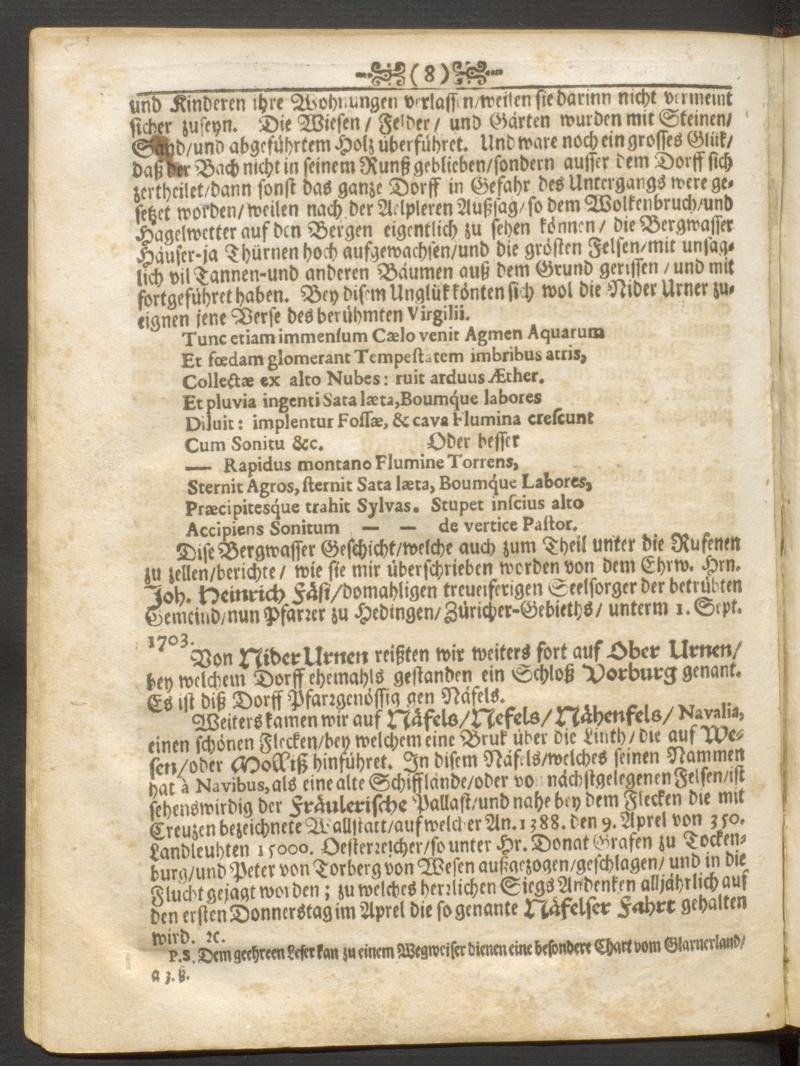 (8)
und Kinderen ihre Wohnungen verlassen/weilen sie darinn nicht vermeint
sicher zuseyn. Die Wiesen/ Felder/ und Gärten wurden mit Steinen/
Sand/und abgeführtem Holz überführet. Und ware noch ein grosses Glük/
daß der Bach nicht in seinem Runß geblieben/sondern ausser dem Dorff sich
zertheilet/dann sonst das ganze Dorff in Gefahr des Untergangs were ge-
setzet worden/weilen nach der Aelpleren Außsag/so dem Wolkenbruch/und
Hagelwetter auf den Bergen eigentlich zu sehen können/ die Bergwasser
Häuser-ja Thürnen hoch aufgewachsen/und die grösten Felsen/mit unsag-
lich vil Tannen-und anderen Bäumen auß dem Grund gerissen/und mit
fortgeführet haben. Bey disem Unglük könten sich wol die Nider Urner zu-
eignen jene Verse des berühmten Virgilii.
Tunc etiam immensum Cælo venit Agmen Aquarum
Et fœdam glomerant Tempestatem imbribus atris,
Collectæ ex alto Nubes: ruit arduus Æther.
Et pluvia ingenti Sata læta, Boumque labores
Diluit: implentur Fossæ, & cava Flumina crescunt
Cum Sonitu &c. Oder besser
— Rapidus montano Flumine Torrens,
Sternit Agros, sternit Sata læta, Boumque Labores,
Præcipitesque trahit Sylvas. Stupet inscius alto
Accipiens Sonitum — — de vertice Pastor.
Dise Bergwasser Geschicht/welche auch zum Theil unter die Rufenen
zu zellen/berichte/ wie sie mir überschrieben worden von dem Ehrw. Hrn.
Joh. Heinrich Fäsi/domahligen treueiferigen Seelsorger der betrübten
Gemeind/nun Pfarrer zu Hedingen/Züricher-Gebieths/ unterm 1. Sept.
1703.
Von Nider Urnen reißten wir weiters fort auf Ober Urnen/
bey welchem Dorff ehemahls gestanden ein Schloß Vorburg genant.
Es ist diß Dorff Pfarrgenössig gen Näfels.
Weiters kamen wir auf Näfels/Nefels/Nähenfels/ Navalia,
einen schönen Flecken/bey welchem eine Bruk über die Linth/die auf We-
sen/oder Molliß hinführet. In disem Näfels/welches seinen Nammen
hat à Navibus, als eine alte Schifflände/oder von nächstgelegenen Felsen/ist
sehenswirdig der Fräulerische Pallast/und nahe bey dem Flecken die mit
Creuzen bezeichnete Wallstatt/auf welcher An. 1388. den 9. Aprel von 350.
Landleuhten 15000. Oesterreicher/so unter Hr. Donat Grafen zu Tocken-
burg/und Peter von Torberg von Wesen außgezogen/geschlagen/ und in die
Flucht gejagt worden; zu welches herrlichen Siegs Andenken alljährlich auf
den ersten Donnerstag im Aprel die so genante Näfelser Fahrt gehalten
wird. ꝛc.
P.S. Dem geehreen Leser kan zu einem Wegweiser dienen eine besondere Chart vom Glarnerland/